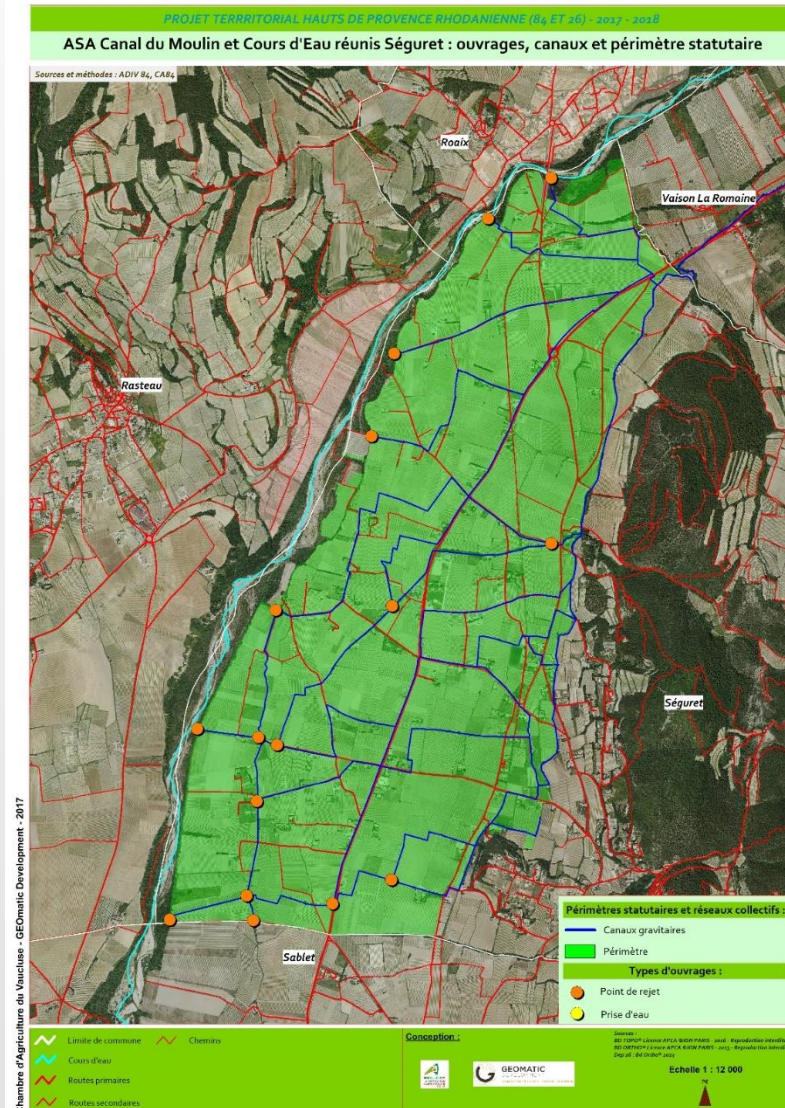 PROJET TERRRITORIAL HAUTS DE PROVENCE RHODANIENNE (84 ET 26) - 2017 - 2018
ASA Canal du Moulin et Cours d'Eau réunis Séguret : ouvrages, canaux et périmètre statutaire
Sources et méthodes : ADIV 84, CA84
Roaix
Vaison La Romaine
Rasteau
Séguret
Sablet
Chambre d'Agriculture du Vaucluse - GEOmatic Development - 2017
Périmètres statutaires et réseaux collectifs :
Canaux gravitaires
Périmètre
Types d'ouvrages :
Point de rejet
Prise d'eau
Limite de commune
Chemins
Cours d'eau
Routes primaires
Routes secondaires
Conception :
GEOMATIC
Sources :
Echelle 1 : 12 000